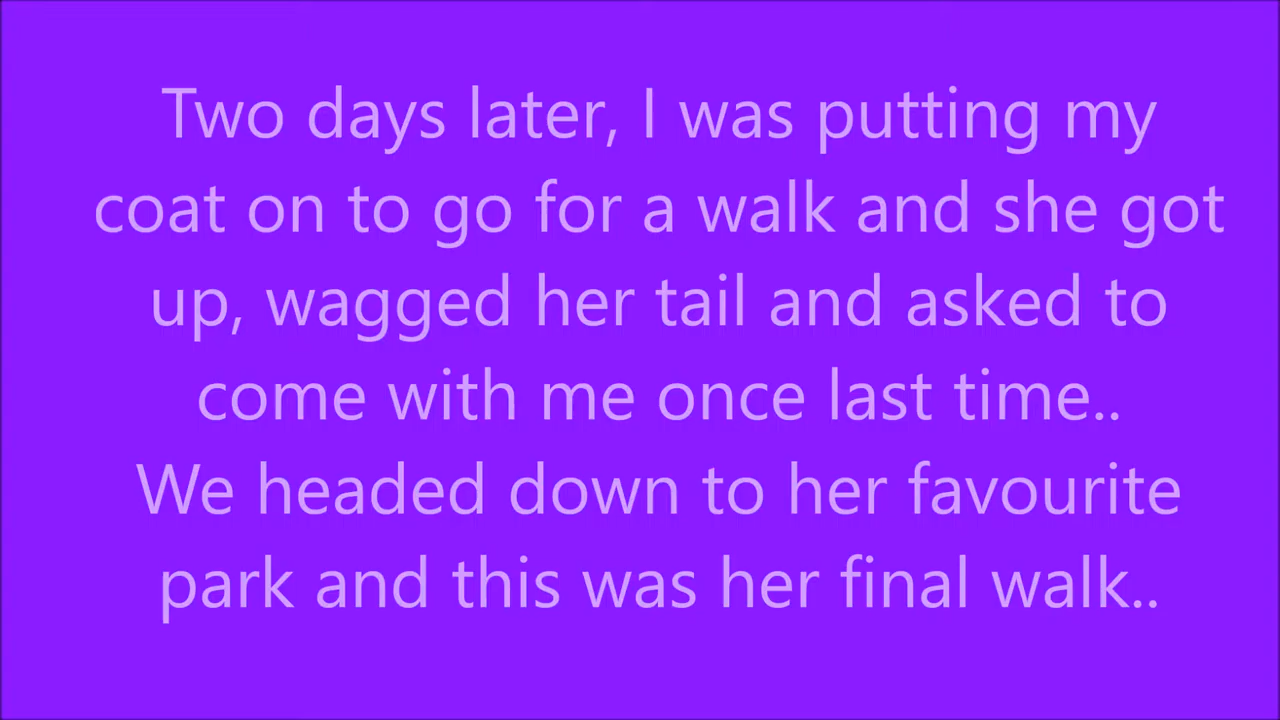 Two days later, I was putting my
coat on to go for a walk and she got
up, wagged her tail and asked to
come with me once last time..
We headed down to her favourite
park and this was her final walk..